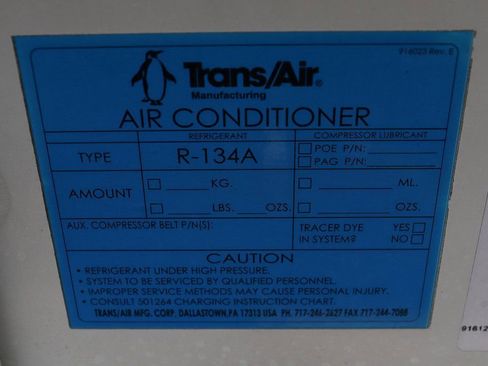 916023 Rev. B
Trans/Air®
Manufacturing
AIR CONDITIONER
REFRIGERANT COMPRESSOR LUBRICANT
TYPE R-134A POE P/N:
PAG P/N:
AMOUNT KG. ML.
LBS. OZS. OZS.
AUX. COMPRESSOR BELT P/N(S): TRACER DYE YES
IN SYSTEM? NO
CAUTION
• REFRIGERANT UNDER HIGH PRESSURE.
• SYSTEM TO BE SERVICED BY QUALIFIED PERSONNEL.
• IMPROPER SERVICE METHODS MAY CAUSE PERSONAL INJURY.
• CONSULT 501264 CHARGING INSTRUCTION CHART.
TRANS/AIR MFG. CORP. DALLASTOWN, PA 17313 USA PH. 717-246-2627 FAX 717-244-7088
91612